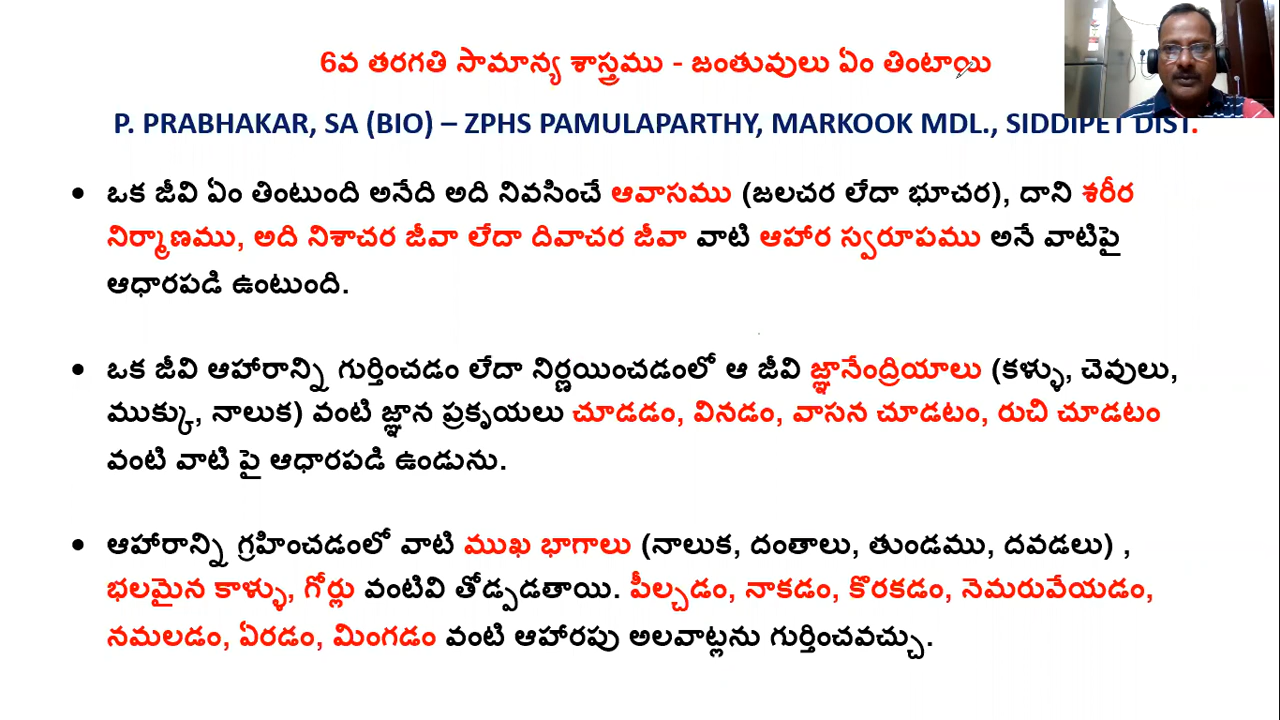 6వ తరగతి సామాన్య శాస్త్రము - జంతువులు ఏం తింటాయి
P. PRABHAKAR, SA (BIO) – ZPHS PAMULAPARTHY, MARKOOK MDL., SIDDIPET DIST.
• ఒక జీవి ఏం తింటుంది అనేది అది నివసించే ఆవాసము (జలచర లేదా భూచర), దాని శరీర
నిర్మాణము, అది నిశాచర జీవా లేదా దివాచర జీవా వాటి ఆహార స్వరూపము అనే వాటిపై
ఆధారపడి ఉంటుంది.
• ఒక జీవి ఆహారాన్ని గుర్తించడం లేదా నిర్ణయించడంలో ఆ జీవి జ్ఞానేంద్రియాలు (కళ్ళు, చెవులు,
ముక్కు, నాలుక) వంటి జ్ఞాన ప్రకృయలు చూడడం, వినడం, వాసన చూడటం, రుచి చూడటం
వంటి వాటి పై ఆధారపడి ఉండును.
• ఆహారాన్ని గ్రహించడంలో వాటి ముఖ భాగాలు (నాలుక, దంతాలు, తుండము, దవడలు) ,
భలమైన కాళ్ళు, గోర్లు వంటివి తోడ్పడతాయి. పీల్చడం, నాకడం, కొరకడం, నెమరువేయడం,
నమలడం, ఏరడం, మింగడం వంటి ఆహారపు అలవాట్లను గుర్తించవచ్చు.